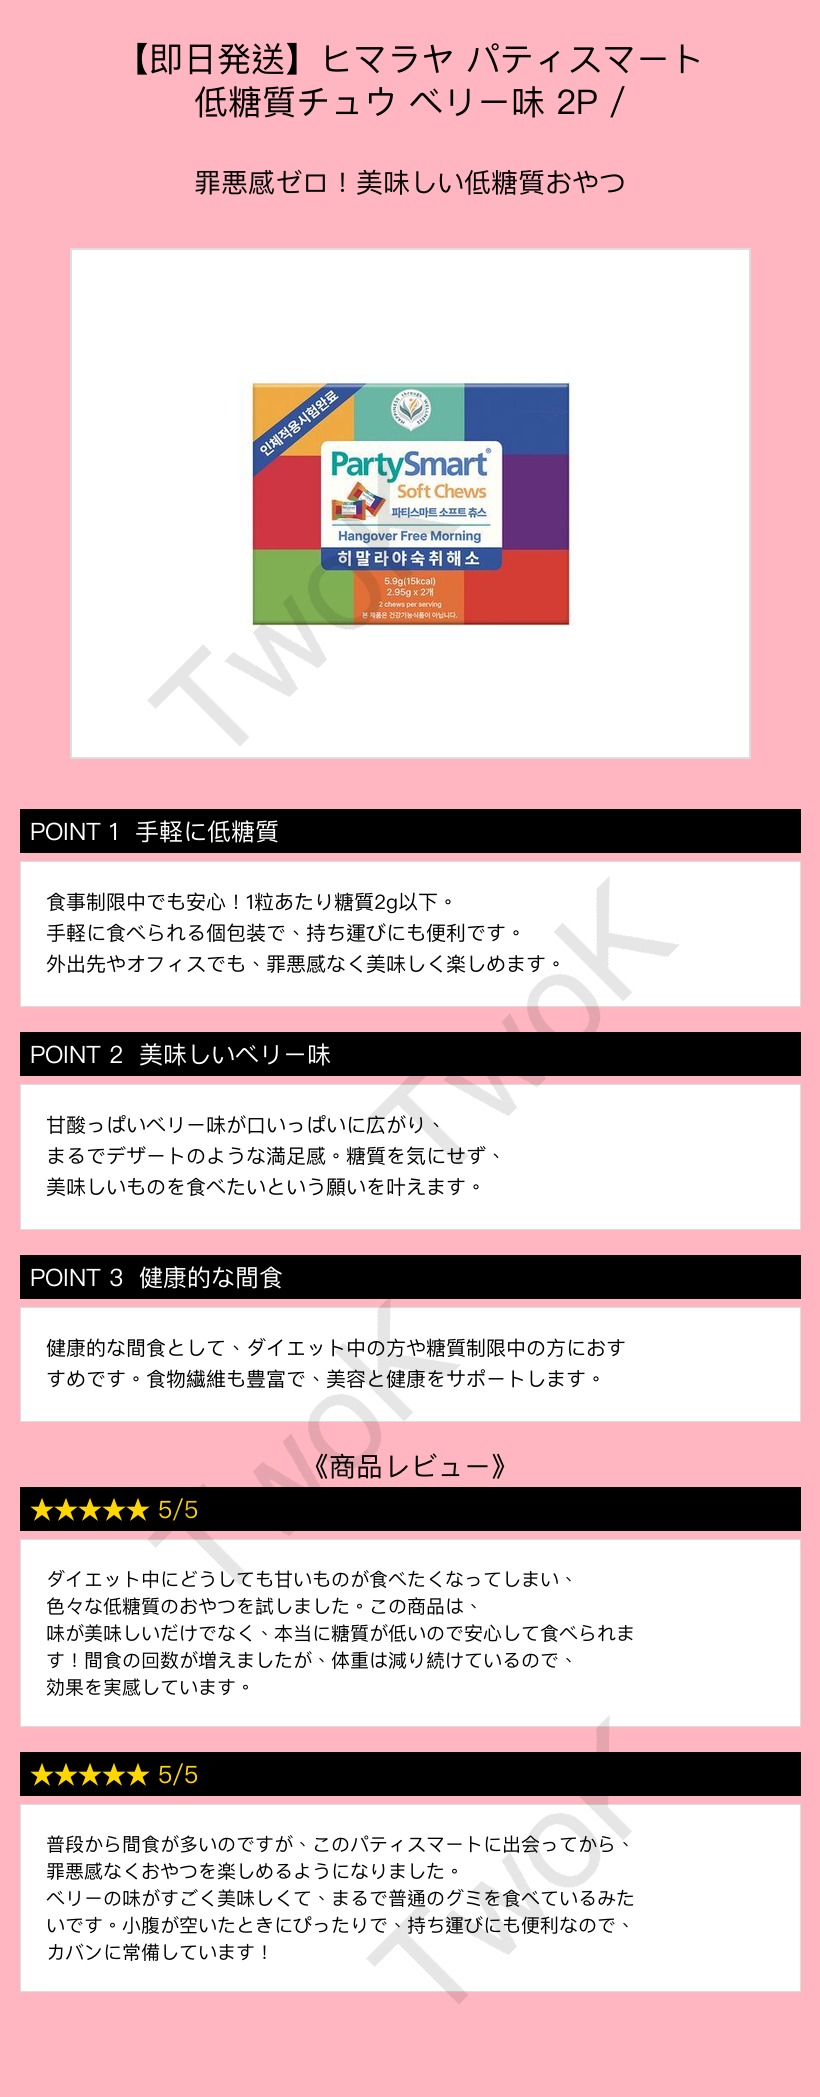 【即日発送】ヒマラヤ パティスマート
低糖質チュウ ベリー味 2P /
罪悪感ゼロ！美味しい低糖質おやつ
인체적용시험완료
HAPPINESS through WELLNESS
PartySmart®
Soft Chews
파티스마트 소프트 츄스
Hangover Free Morning
히말라야숙취해소
5.9g(15kcal)
2.95g x 2개
2 chews per serving
본 제품은 건강기능식품이 아닙니다.
TwoK
POINT 1 手軽に低糖質
食事制限中でも安心！1粒あたり糖質2g以下。
手軽に食べられる個包装で、持ち運びにも便利です。
外出先やオフィスでも、罪悪感なく美味しく楽しめます。
TwoK
POINT 2 美味しいベリー味
甘酸っぱいベリー味が口いっぱいに広がり、
まるでデザートのような満足感。糖質を気にせず、
美味しいものを食べたいという願いを叶えます。
POINT 3 健康的な間食
健康的な間食として、ダイエット中の方や糖質制限中の方におす
すめです。食物繊維も豊富で、美容と健康をサポートします。
TwoK
《商品レビュー》
★★★★★ 5/5
ダイエット中にどうしても甘いものが食べたくなってしまい、
色々な低糖質のおやつを試しました。この商品は、
味が美味しいだけでなく、本当に糖質が低いので安心して食べられま
す！間食の回数が増えましたが、体重は減り続けているので、
効果を実感しています。
★★★★★ 5/5
普段から間食が多いのですが、このパティスマートに出会ってから、
罪悪感なくおやつを楽しめるようになりました。
ベリーの味がすごく美味しくて、まるで普通のグミを食べているみた
いです。小腹が空いたときにぴったりで、持ち運びにも便利なので、
カバンに常備しています！
TwoK